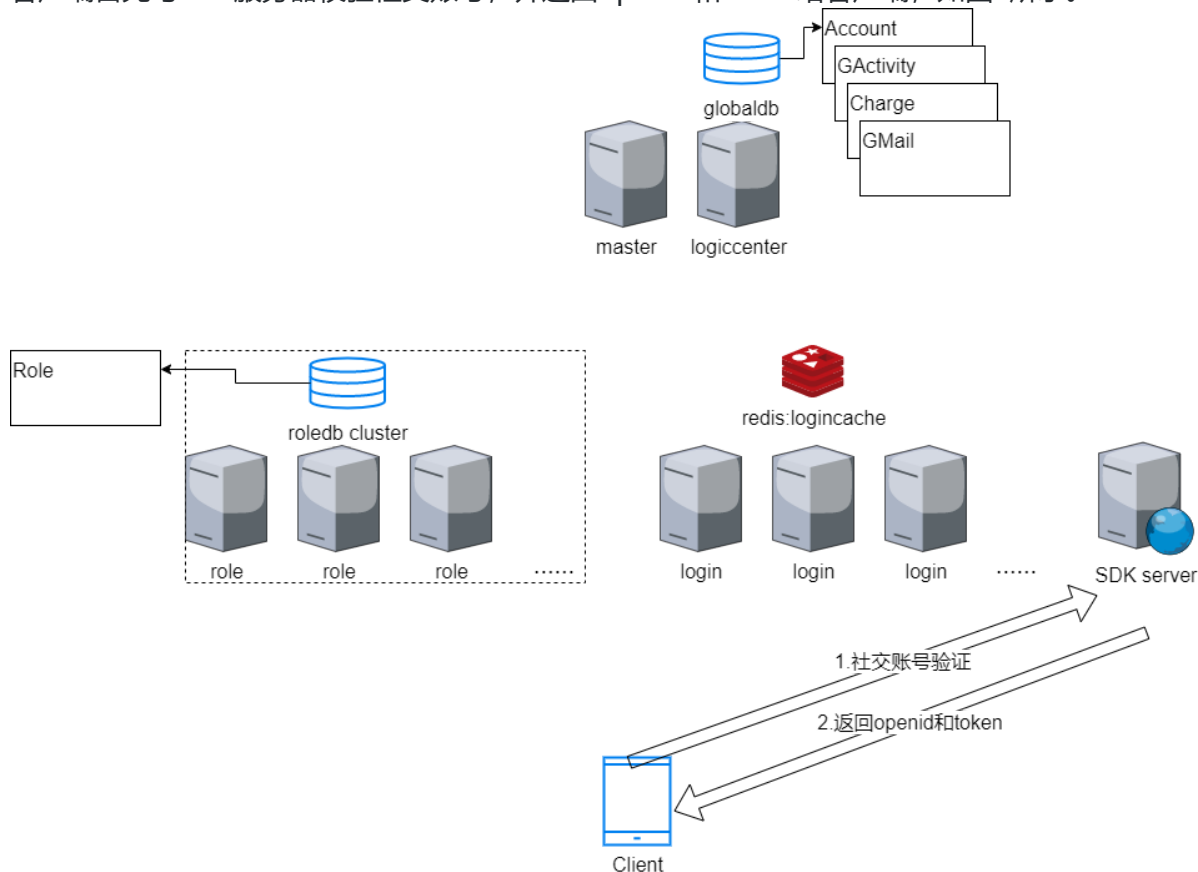 Account
GActivity
Charge
GMail
globaldb
master
logiccenter
Role
roledb cluster
redis:logincache
role
role
role
......
login
login
login
......
SDK server
1.社交账号验证
2.返回openid和token
Client